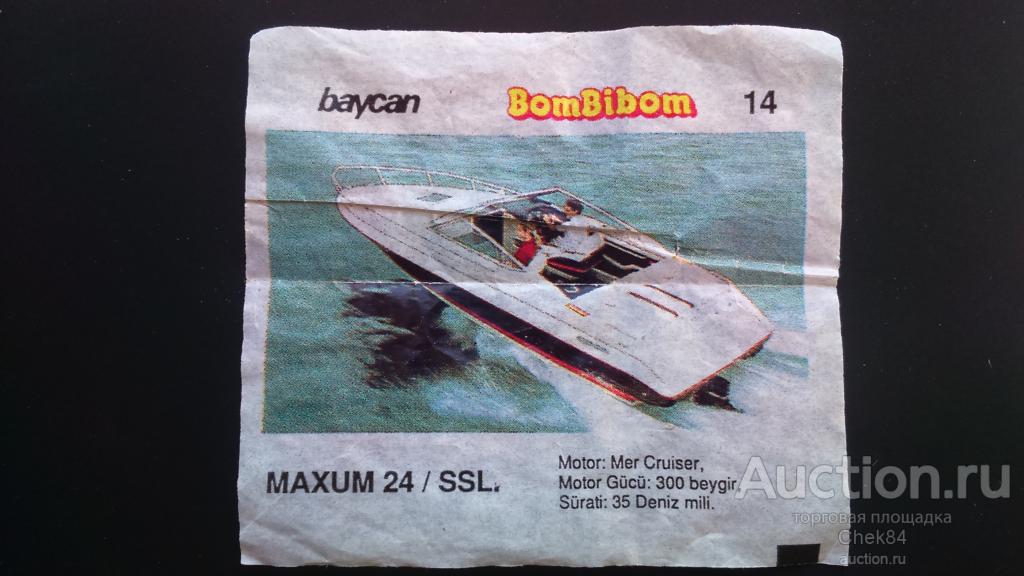 baycan BomBibom 14
MAXUM 24 / SSL.
Motor: Mer Cruiser,
Motor Gücü: 300 beygir
Sürati: 35 Deniz mili.
Auction.ru
торговая площадка
Chek84
auction.ru